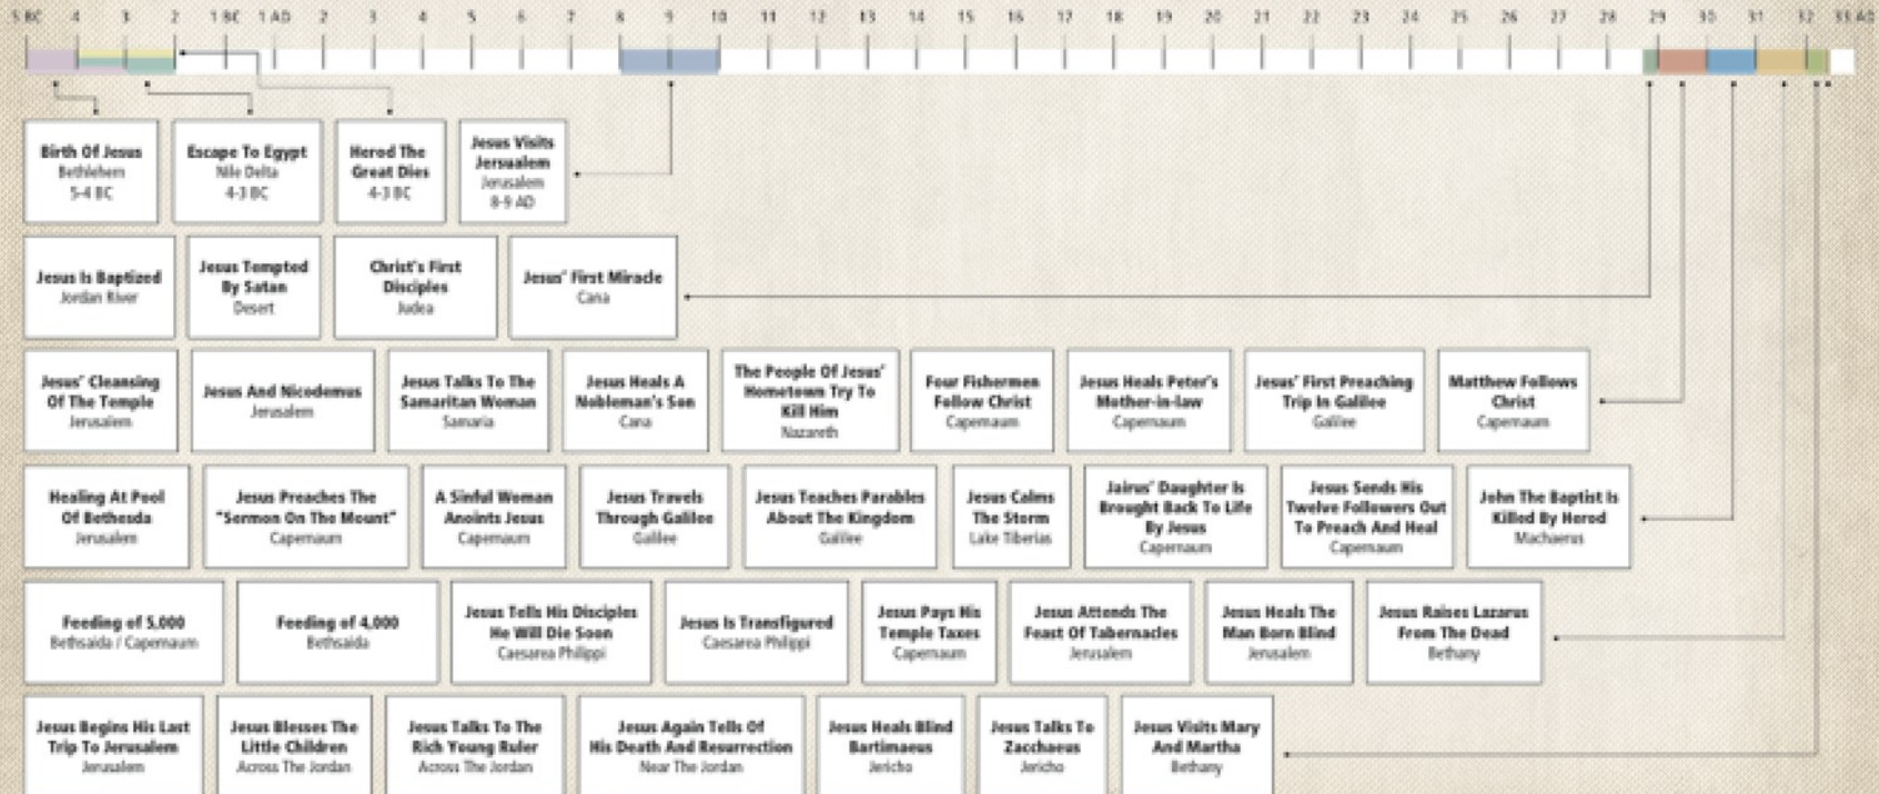 5 BC 4 3 2 1 BC 1 AD 2 3 4 5 6 7 8 9 10 11 12 13 14 15 16 17 18 19 20 21 22 23 24 25 26 27 28 29 30 31 32 33 AD
Birth Of Jesus
Bethlehem
5-4 BC
Escape To Egypt
Nile Delta
4-3 BC
Herod The
Great Dies
4-3 BC
Jesus Visits
Jersualem
Jerusalem
8-9 AD
Jesus Is Baptized
Jordan River
Jesus Tempted
By Satan
Desert
Christ's First
Disciples
Judea
Jesus' First Miracle
Cana
Jesus' Cleansing
Of The Temple
Jerusalem
Jesus And Nicodemus
Jerusalem
Jesus Talks To The
Samaritan Woman
Samaria
Jesus Heals A
Nobleman's Son
Cana
The People Of Jesus'
Hometown Try To
Kill Him
Nazareth
Four Fishermen
Follow Christ
Capernaum
Jesus Heals Peter's
Mother-in-law
Capernaum
Jesus' First Preaching
Trip In Galilee
Galilee
Matthew Follows
Christ
Capernaum
Healing At Pool
Of Bethesda
Jerusalem
Jesus Preaches The
"Sermon On The Mount"
Capernaum
A Sinful Woman
Anoints Jesus
Capernaum
Jesus Travels
Through Galilee
Galilee
Jesus Teaches Parables
About The Kingdom
Galilee
Jesus Calms
The Storm
Lake Tiberias
Jairus' Daughter Is
Brought Back To Life
By Jesus
Capernaum
Jesus Sends His
Twelve Followers Out
To Preach And Heal
Capernaum
John The Baptist Is
Killed By Herod
Machaerus
Feeding of 5,000
Bethsaida / Capernaum
Feeding of 4,000
Bethsaida
Jesus Tells His Disciples
He Will Die Soon
Caesarea Philippi
Jesus Is Transfigured
Caesarea Philippi
Jesus Pays His
Temple Taxes
Capernaum
Jesus Attends The
Feast Of Tabernacles
Jerusalem
Jesus Heals The
Man Born Blind
Jerusalem
Jesus Raises Lazarus
From The Dead
Bethany
Jesus Begins His Last
Trip To Jerusalem
Jerusalem
Jesus Blesses The
Little Children
Across The Jordan
Jesus Talks To The
Rich Young Ruler
Across The Jordan
Jesus Again Tells Of
His Death And Resurrection
Near The Jordan
Jesus Heals Blind
Bartimaeus
Jericho
Jesus Talks To
Zacchaeus
Jericho
Jesus Visits Mary
And Martha
Bethany